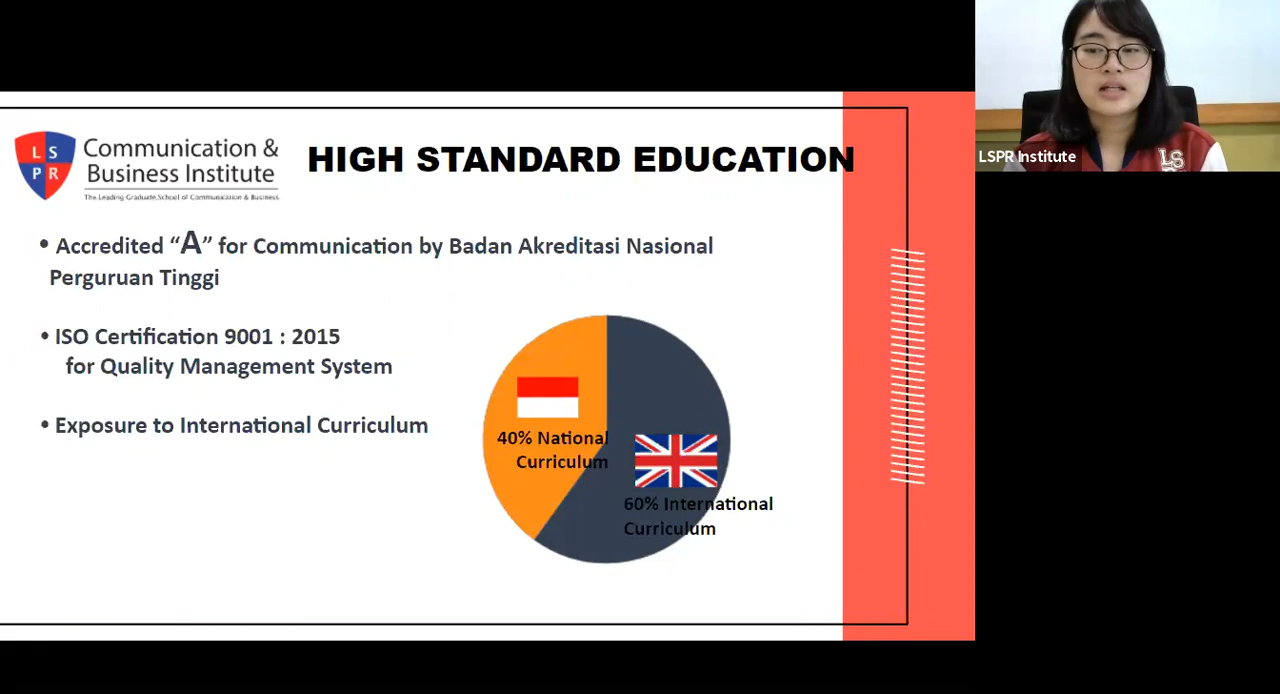 L S
P R
Communication &
Business Institute
The Leading Graduate School of Communication & Business
HIGH STANDARD EDUCATION
• Accredited “A” for Communication by Badan Akreditasi Nasional
Perguruan Tinggi
• ISO Certification 9001 : 2015
for Quality Management System
• Exposure to International Curriculum
40% National
Curriculum
60% International
Curriculum
LSPR Institute
LS